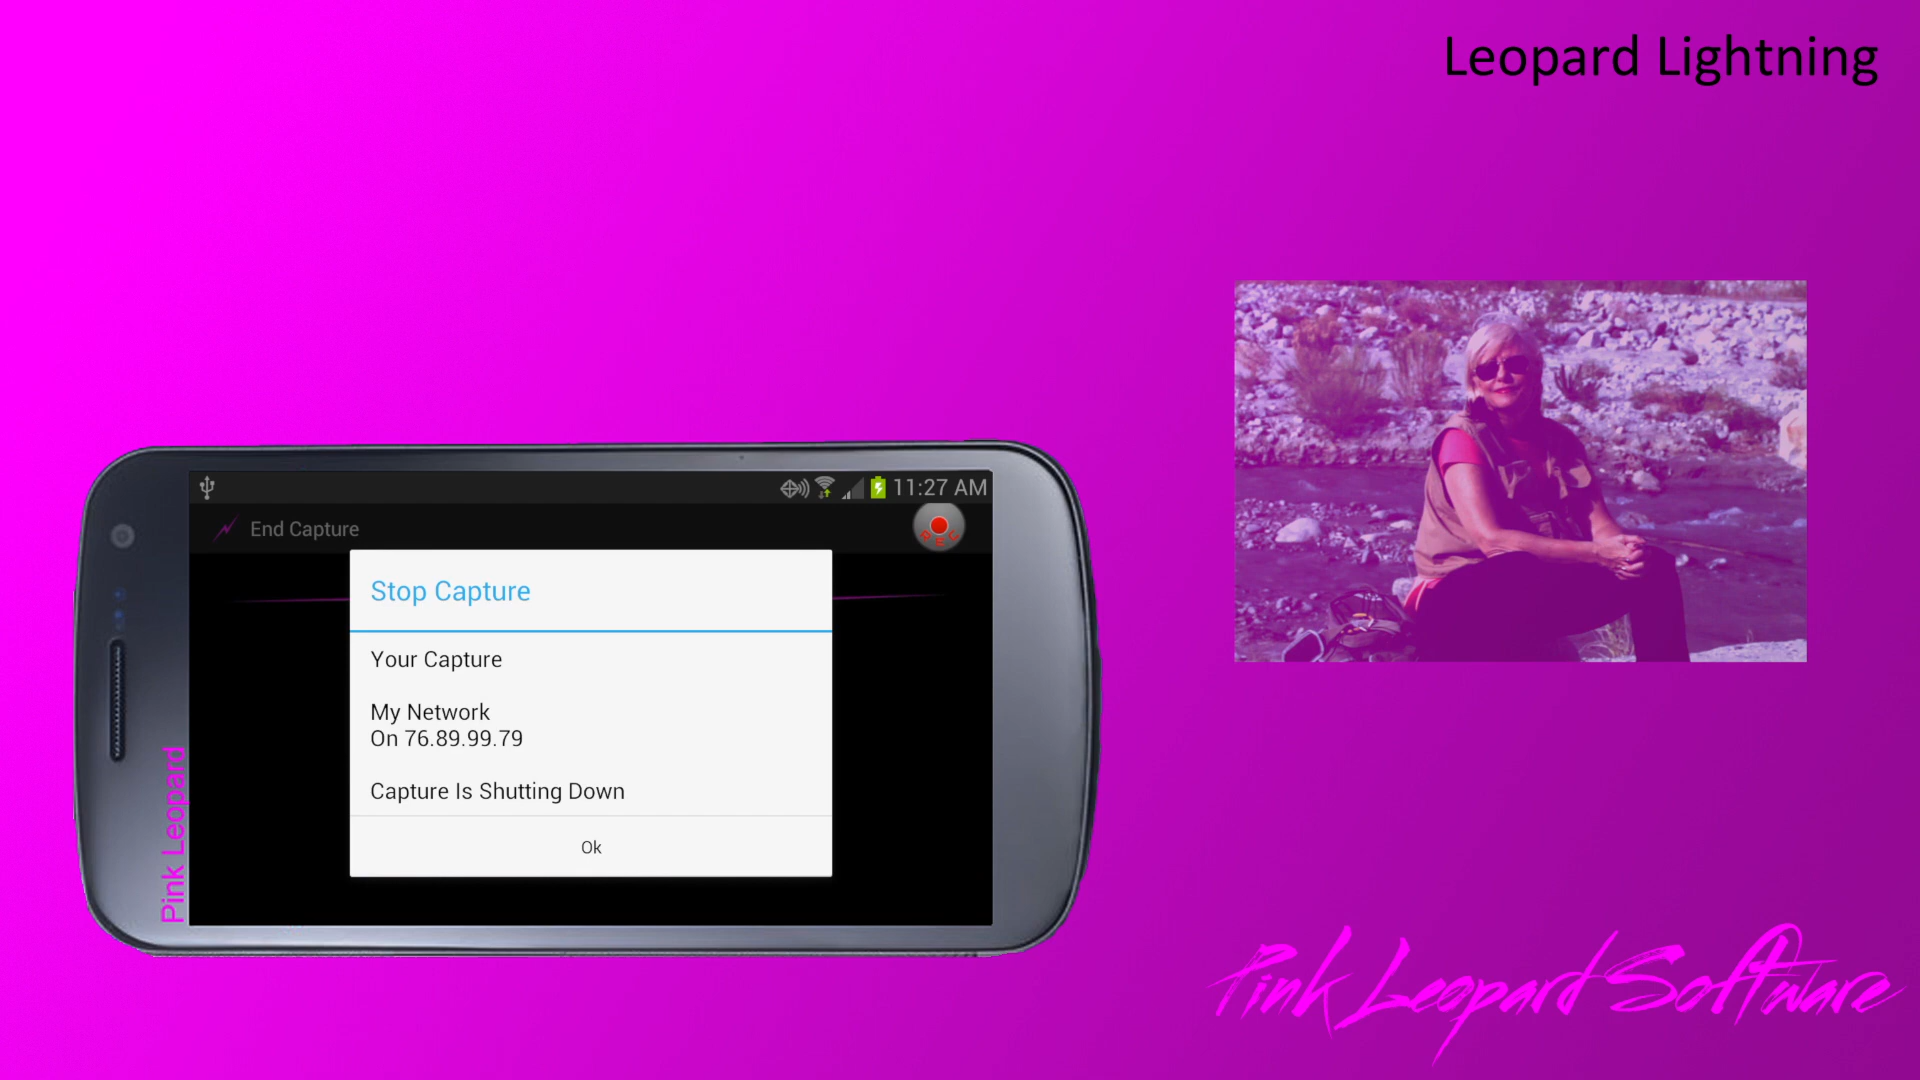 Leopard Lightning
11:27 AM
End Capture
REC
Stop Capture
Your Capture
My Network
On 76.89.99.79
Capture Is Shutting Down
Ok
Pink Leopard
Pink Leopard Software